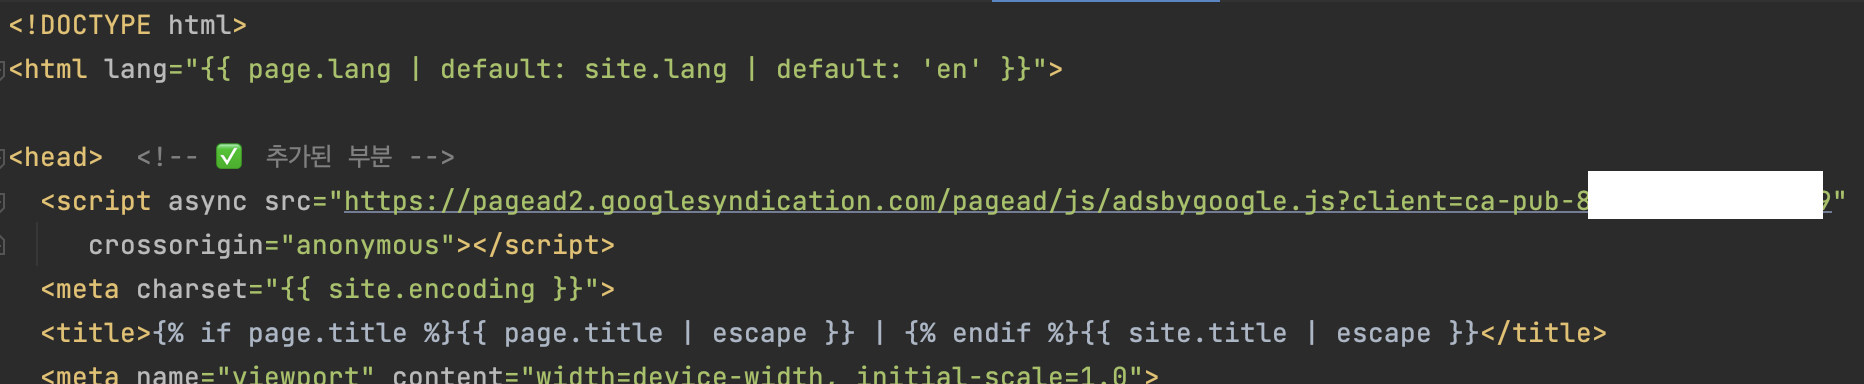 <!DOCTYPE html>
<html lang="{{ page.lang | default: site.lang | default: 'en' }}">
<head>  <!-- ✅ 추가된 부분 -->
<script async src="https://pagead2.googlesyndication.com/pagead/js/adsbygoogle.js?client=ca-pub-8 9"
crossorigin="anonymous"></script>
<meta charset="{{ site.encoding }}">
<title>{% if page.title %}{{ page.title | escape }} | {% endif %}{{ site.title | escape }}</title>
<meta name="viewport" content="width=device-width, initial-scale=1.0">